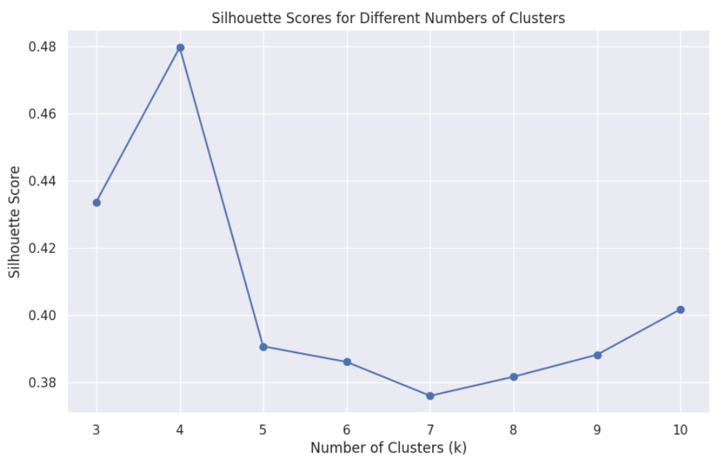 Silhouette Scores for Different Numbers of Clusters
Silhouette Score
0.48
0.46
0.44
0.42
0.40
0.38
3 4 5 6 7 8 9 10
Number of Clusters (k)